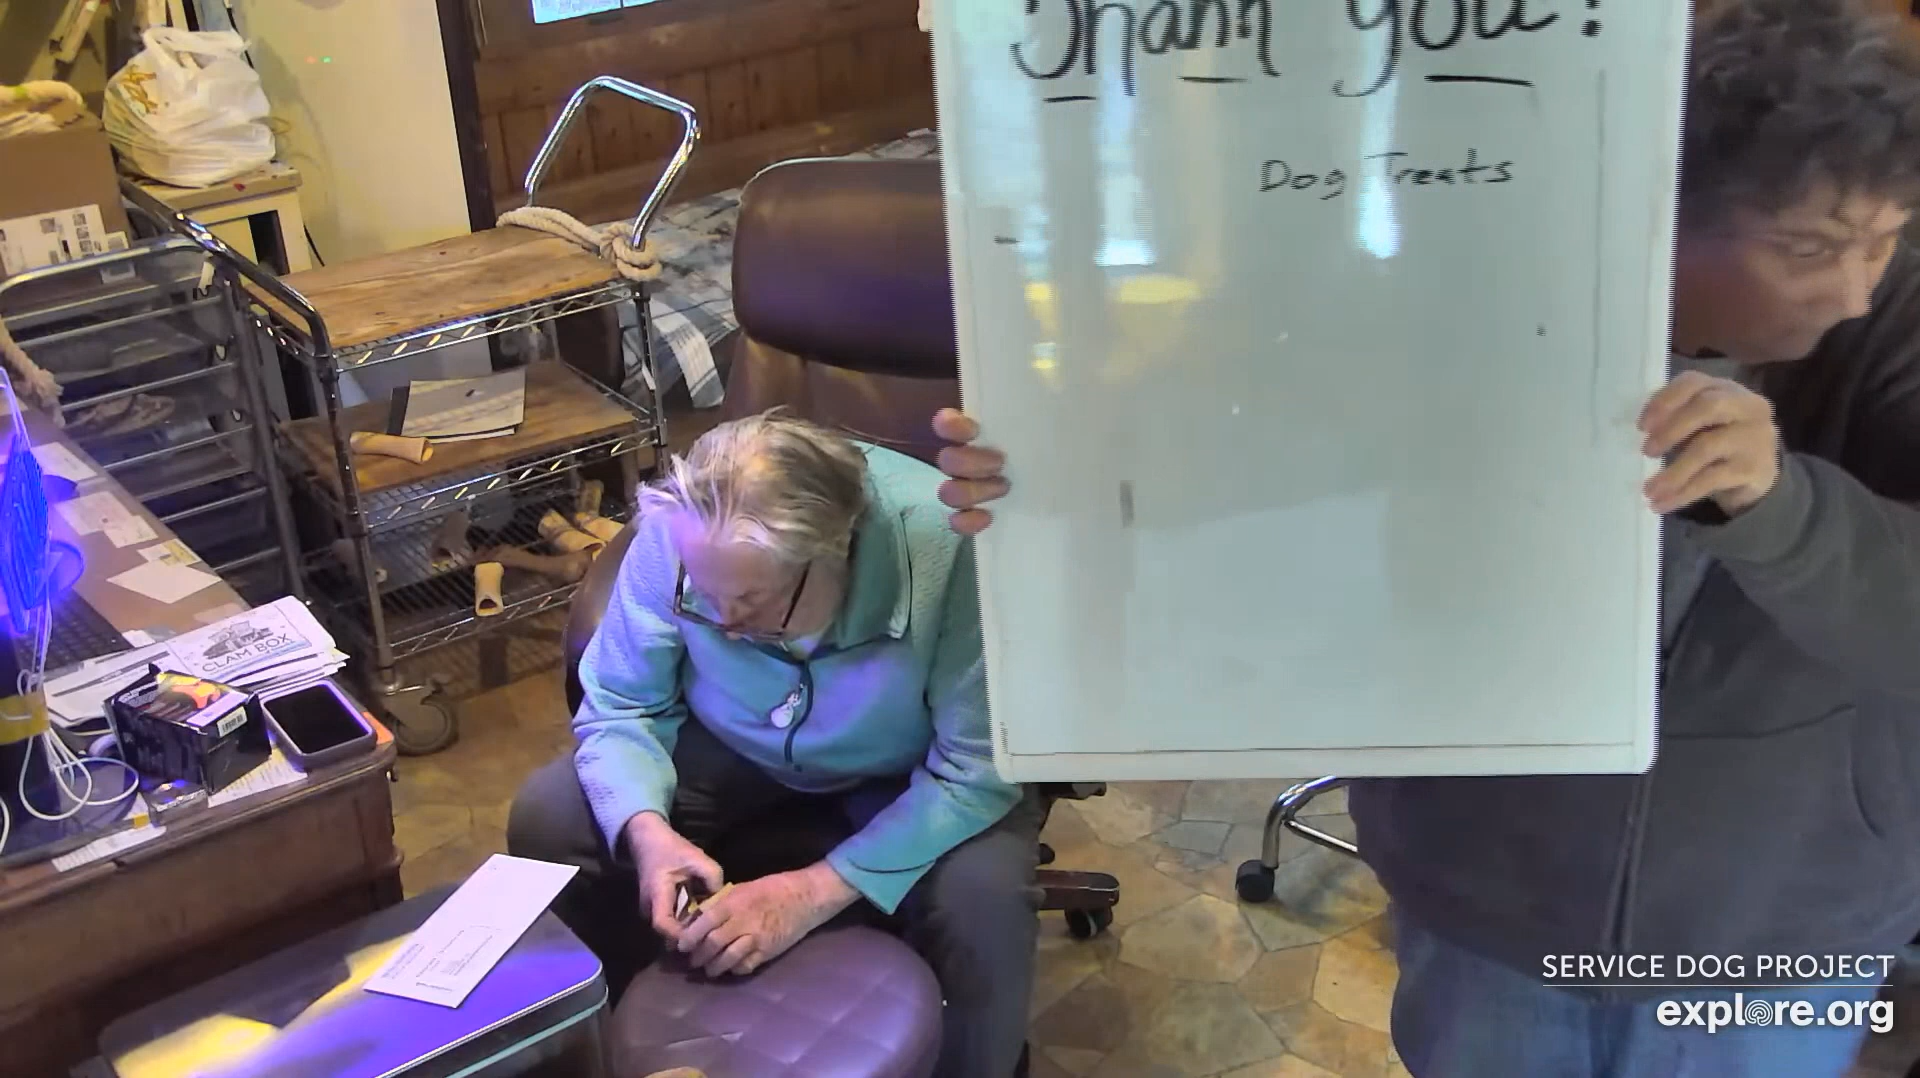 Thank you!
Dog Treats
CLAM BOX
SERVICE DOG PROJECT
explore.org